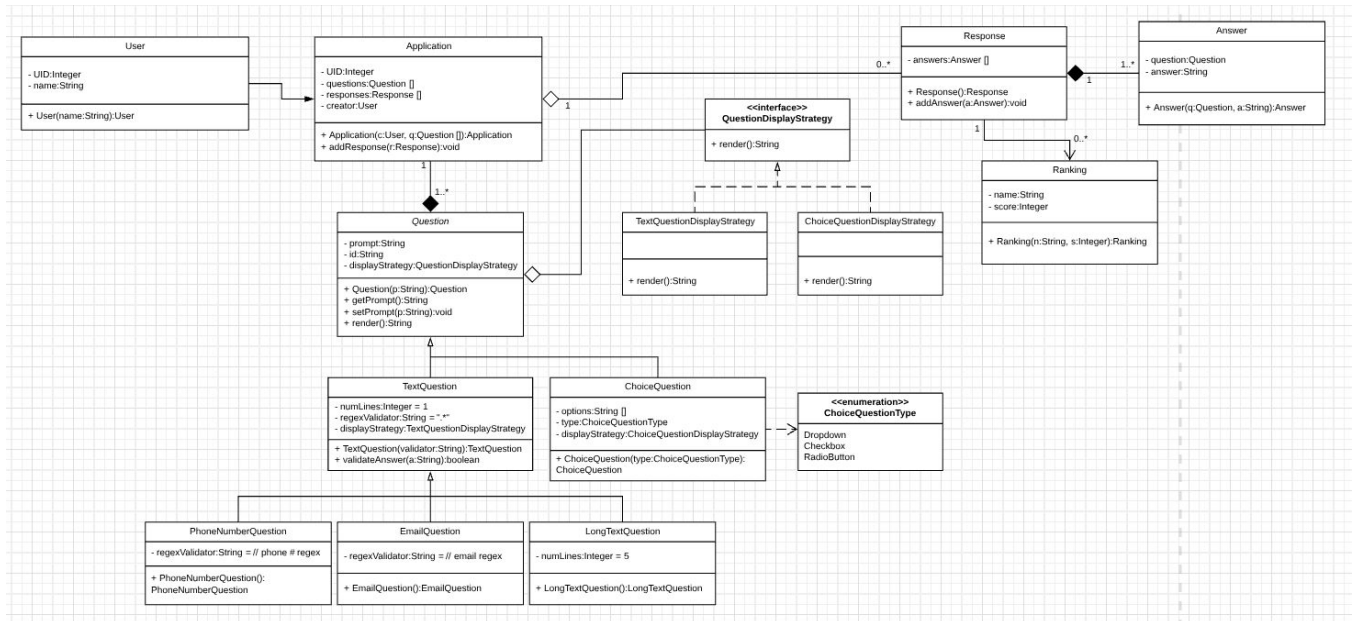 User
- UID:Integer
- name:String
+ User(name:String):User
Application
- UID:Integer
- questions:Question []
- responses:Response []
- creator:User
+ Application(c:User, q:Question []):Application
+ addResponse(r:Response):void
1
0..*
Response
- answers:Answer []
+ Response():Response
+ addAnswer(a:Answer):void
1..*
1
Answer
- question:Question
- answer:String
+ Answer(q:Question, a:String):Answer
<<interface>>
QuestionDisplayStrategy
+ render():String
1
0..*
Ranking
- name:String
- score:Integer
+ Ranking(n:String, s:Integer):Ranking
1
1..*
Question
- prompt:String
- id:String
- displayStrategy:QuestionDisplayStrategy
+ Question(p:String):Question
+ getPrompt():String
+ setPrompt(p:String):void
+ render():String
TextQuestionDisplayStrategy
+ render():String
ChoiceQuestionDisplayStrategy
+ render():String
TextQuestion
- numLines:Integer = 1
- regexValidator:String = ".*"
- displayStrategy:TextQuestionDisplayStrategy
+ TextQuestion(validator:String):TextQuestion
+ validateAnswer(a:String):boolean
ChoiceQuestion
- options:String []
- type:ChoiceQuestionType
- displayStrategy:ChoiceQuestionDisplayStrategy
+ ChoiceQuestion(type:ChoiceQuestionType):
ChoiceQuestion
<<enumeration>>
ChoiceQuestionType
Dropdown
Checkbox
RadioButton
PhoneNumberQuestion
- regexValidator:String = // phone # regex
+ PhoneNumberQuestion():
PhoneNumberQuestion
EmailQuestion
- regexValidator:String = // email regex
+ EmailQuestion():EmailQuestion
LongTextQuestion
- numLines:Integer = 5
+ LongTextQuestion():LongTextQuestion